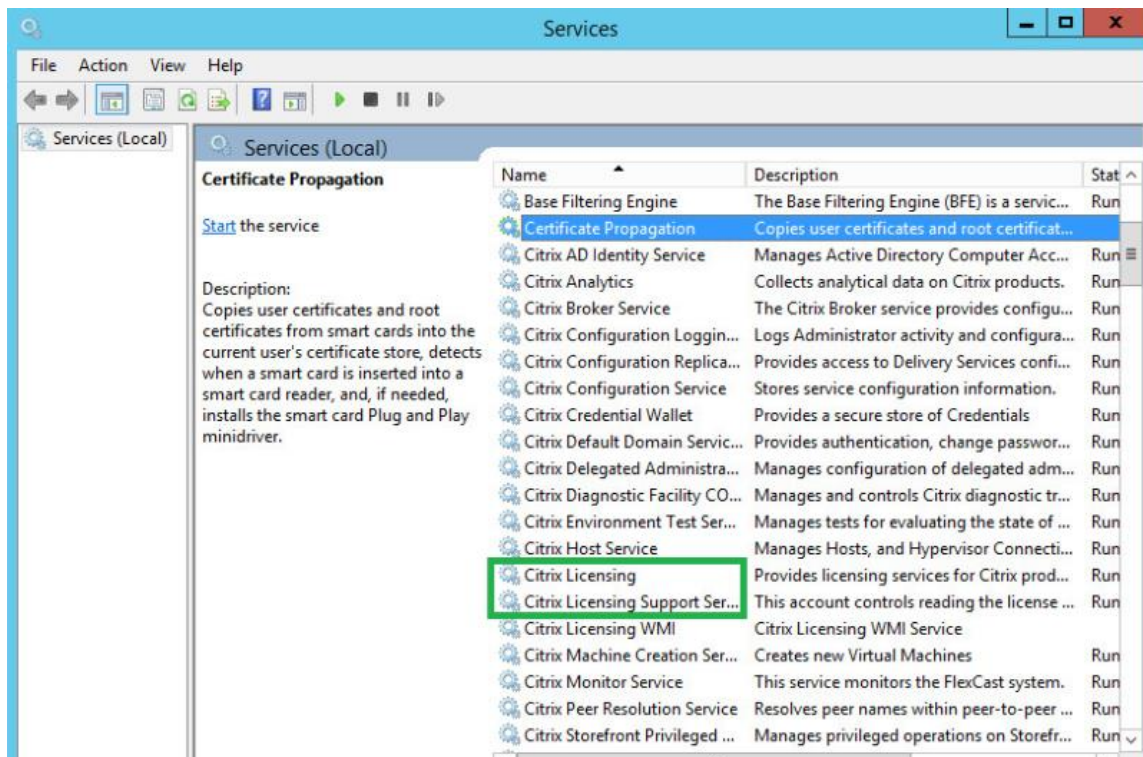 Services
File Action View Help
Services (Local)
Services (Local)
Certificate Propagation
Start the service
Description:
Copies user certificates and root
certificates from smart cards into the
current user's certificate store, detects
when a smart card is inserted into a
smart card reader, and, if needed,
installs the smart card Plug and Play
minidriver.
Name Description Stat
Base Filtering Engine The Base Filtering Engine (BFE) is a servic... Run
Certificate Propagation Copies user certificates and root certificat...
Citrix AD Identity Service Manages Active Directory Computer Acc... Run
Citrix Analytics Collects analytical data on Citrix products. Run
Citrix Broker Service The Citrix Broker service provides configu... Run
Citrix Configuration Loggin... Logs Administrator activity and configura... Run
Citrix Configuration Replica... Provides access to Delivery Services confi... Run
Citrix Configuration Service Stores service configuration information. Run
Citrix Credential Wallet Provides a secure store of Credentials Run
Citrix Default Domain Servic... Provides authentication, change passwor... Run
Citrix Delegated Administra... Manages configuration of delegated adm... Run
Citrix Diagnostic Facility CO... Manages and controls Citrix diagnostic tr... Run
Citrix Environment Test Ser... Manages tests for evaluating the state of ... Run
Citrix Host Service Manages Hosts, and Hypervisor Connecti... Run
Citrix Licensing Provides licensing services for Citrix prod... Run
Citrix Licensing Support Ser... This account controls reading the license ... Run
Citrix Licensing WMI Citrix Licensing WMI Service
Citrix Machine Creation Ser... Creates new Virtual Machines Run
Citrix Monitor Service This service monitors the FlexCast system. Run
Citrix Peer Resolution Service Resolves peer names within peer-to-peer ... Run
Citrix Storefront Privileged ... Manages privileged operations on Storefr... Run